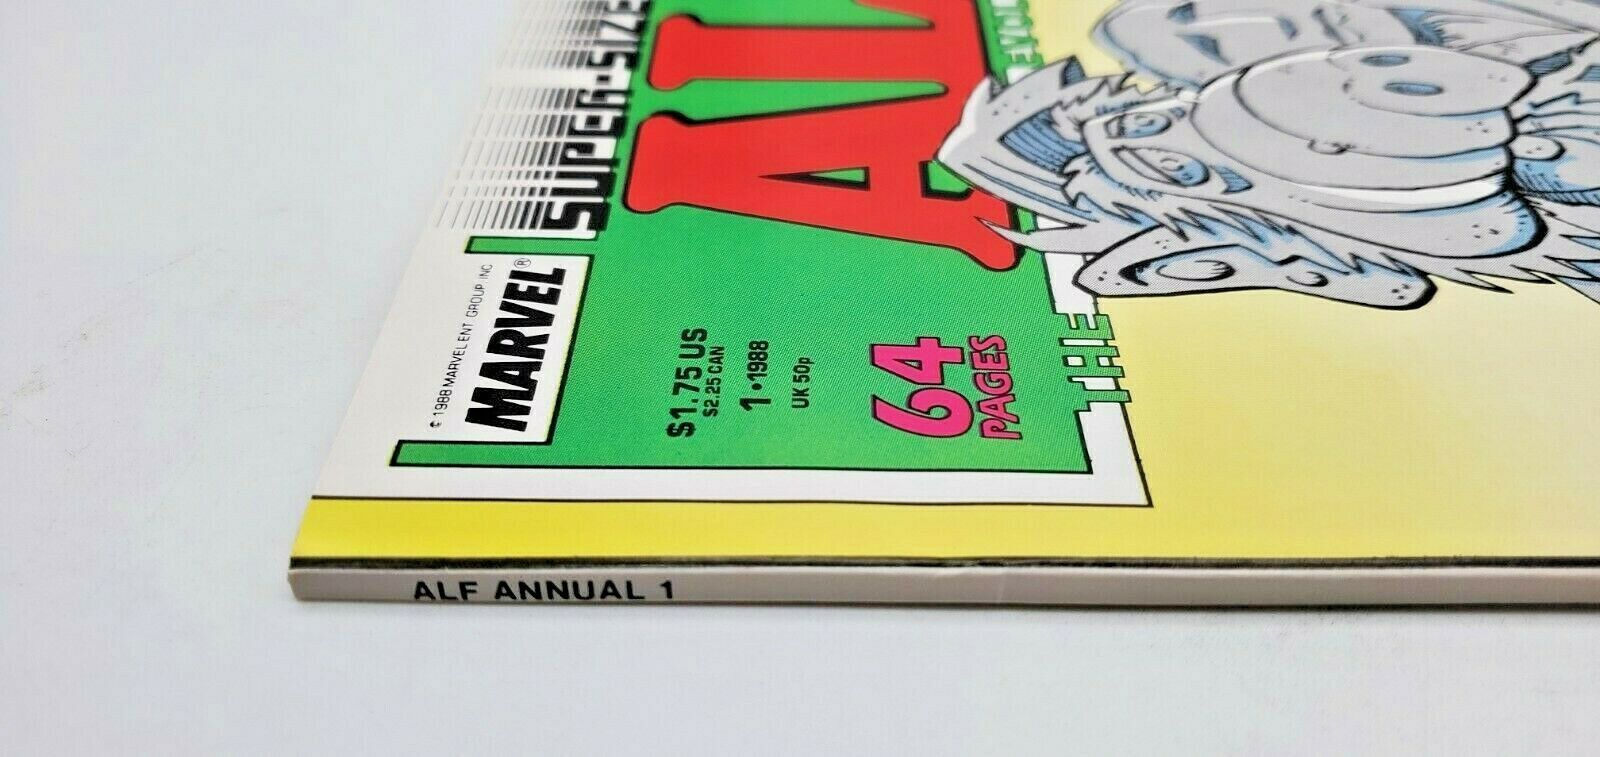 SUPER-SIZE
© 1988 MARVEL ENT GROUP INC
MARVEL®
$1.75 US
$2.25 CAN
1 • 1988
UK 50p
64
PAGES
THE
ALF ANNUAL 1